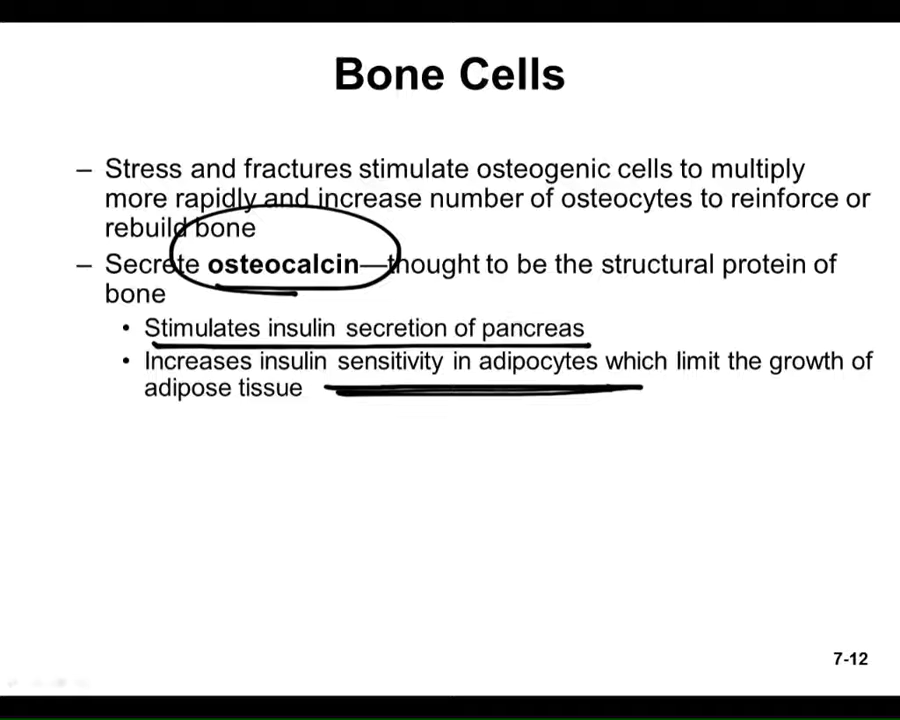 Bone Cells
– Stress and fractures stimulate osteogenic cells to multiply
more rapidly and increase number of osteocytes to reinforce or
rebuild bone
– Secrete osteocalcin—thought to be the structural protein of
bone
• Stimulates insulin secretion of pancreas
• Increases insulin sensitivity in adipocytes which limit the growth of
adipose tissue
7-12